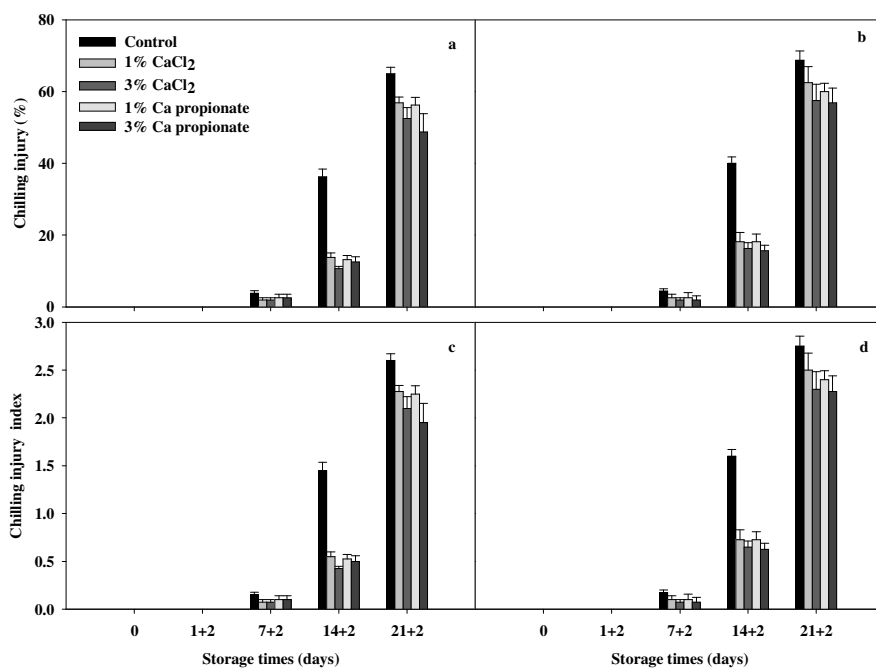 80
60
40
20
0
Chilling injury (%)
a
Control
1% CaCl2
3% CaCl2
1% Ca propionate
3% Ca propionate
b
3.0
2.5
2.0
1.5
1.0
0.5
0.0
Chilling injury index
c
d
0 1+2 7+2 14+2 21+2
0 1+2 7+2 14+2 21+2
Storage times (days)
Storage times (days)